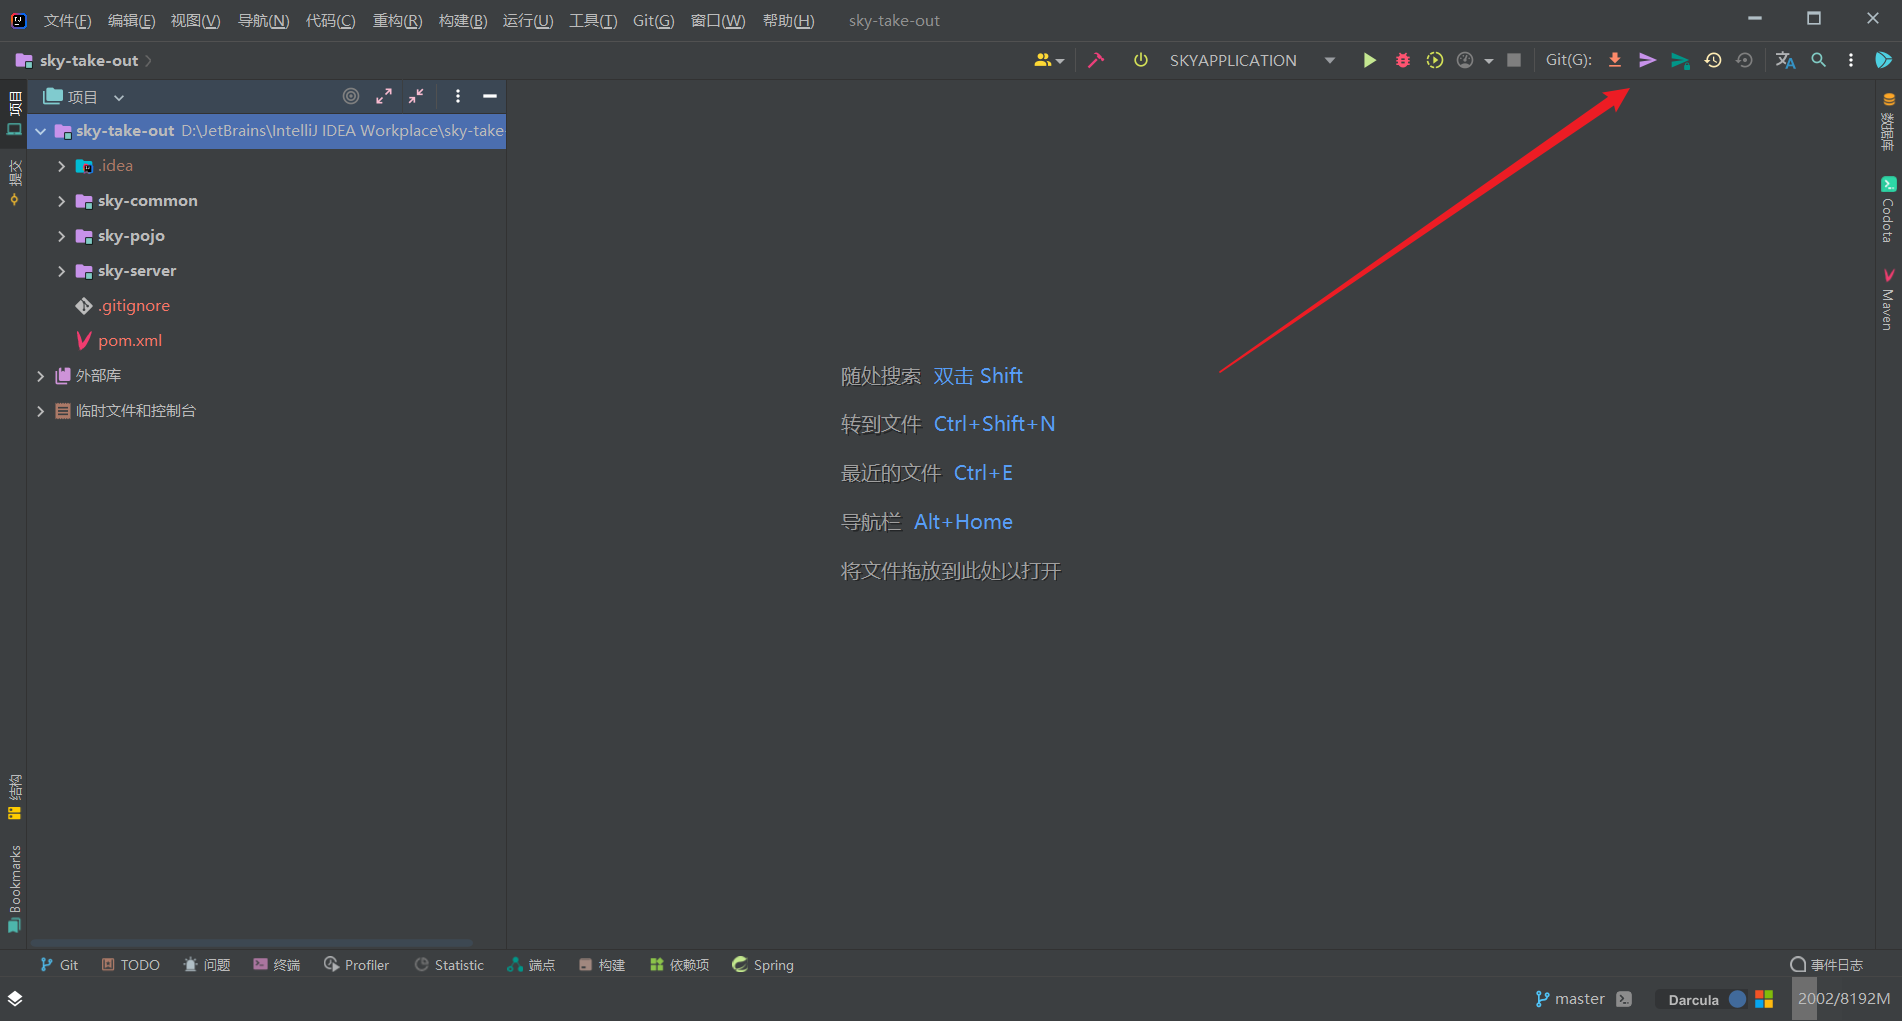 文件(F) 编辑(E) 视图(V) 导航(N) 代码(C) 重构(R) 构建(B) 运行(U) 工具(T) Git(G) 窗口(W) 帮助(H) sky-take-out
sky-take-out
SKYAPPLICATION
Git(G):
项目
sky-take-out D:\JetBrains\IntelliJ IDEA Workplace\sky-take-
.idea
sky-common
sky-pojo
sky-server
.gitignore
pom.xml
外部库
临时文件和控制台
项目
提交
结构
Bookmarks
随处搜索 双击 Shift
转到文件 Ctrl+Shift+N
最近的文件 Ctrl+E
导航栏 Alt+Home
将文件拖放到此处以打开
数据库
Codota
Maven
Git TODO 问题 终端 Profiler Statistic 端点 构建 依赖项 Spring 事件日志
master Darcula 2002/8192M